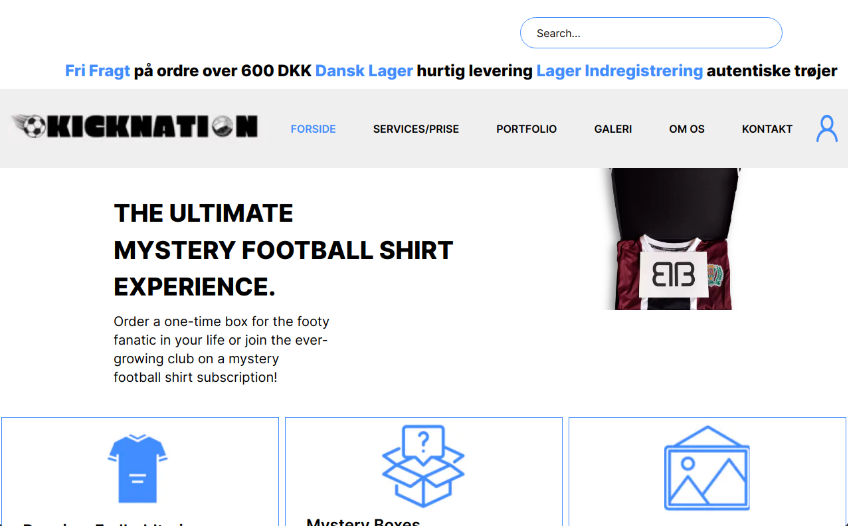 Search...
Fri Fragt på ordre over 600 DKK Dansk Lager hurtig levering Lager Indregistrering autentiske trøjer
KICKNATION FORSIDE SERVICES/PRISE PORTFOLIO GALERI OM OS KONTAKT
THE ULTIMATE
MYSTERY FOOTBALL SHIRT
EXPERIENCE.
Order a one-time box for the footy
fanatic in your life or join the ever-
growing club on a mystery
football shirt subscription!
?
Mystery Boxes